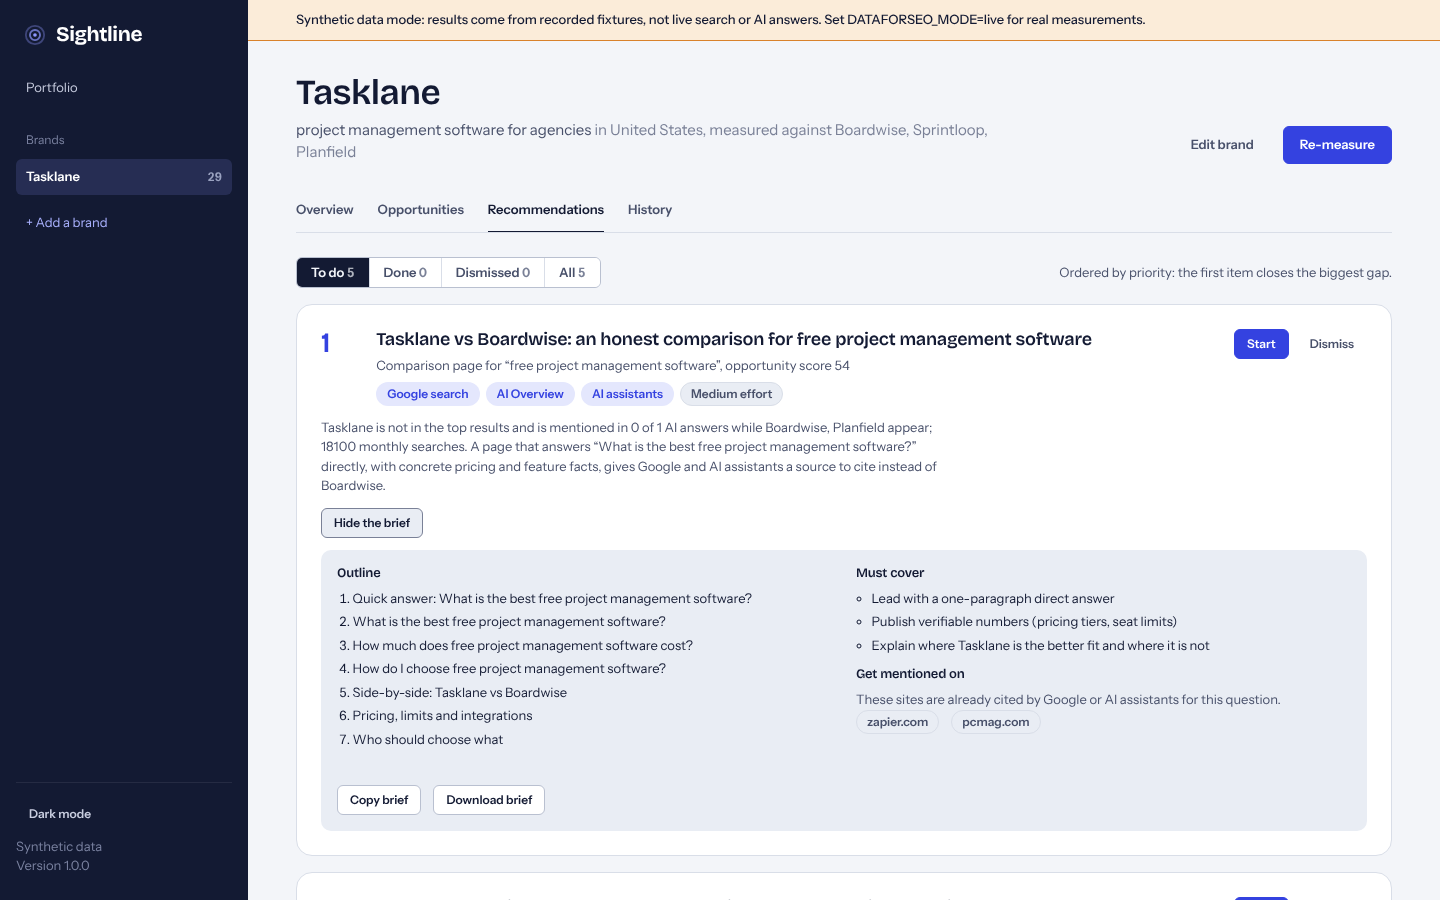 Sightline
Portfolio
Brands
Tasklane 29
+ Add a brand
Dark mode
Synthetic data
Version 1.0.0
Synthetic data mode: results come from recorded fixtures, not live search or AI answers. Set DATAFORSEO_MODE=live for real measurements.
Tasklane
project management software for agencies in United States, measured against Boardwise, Sprintloop,
Planfield
Edit brand
Re-measure
Overview
Opportunities
Recommendations
History
To do 5
Done 0
Dismissed 0
All 5
Ordered by priority: the first item closes the biggest gap.
1
Tasklane vs Boardwise: an honest comparison for free project management software
Start
Dismiss
Comparison page for “free project management software”, opportunity score 54
Google search
AI Overview
AI assistants
Medium effort
Tasklane is not in the top results and is mentioned in 0 of 1 AI answers while Boardwise, Planfield appear;
18100 monthly searches. A page that answers “What is the best free project management software?”
directly, with concrete pricing and feature facts, gives Google and AI assistants a source to cite instead of
Boardwise.
Hide the brief
Outline
1. Quick answer: What is the best free project management software?
2. What is the best free project management software?
3. How much does free project management software cost?
4. How do I choose free project management software?
5. Side-by-side: Tasklane vs Boardwise
6. Pricing, limits and integrations
7. Who should choose what
Must cover
Lead with a one-paragraph direct answer
Publish verifiable numbers (pricing tiers, seat limits)
Explain where Tasklane is the better fit and where it is not
Get mentioned on
These sites are already cited by Google or AI assistants for this question.
zapier.com
pcmag.com
Copy brief
Download brief